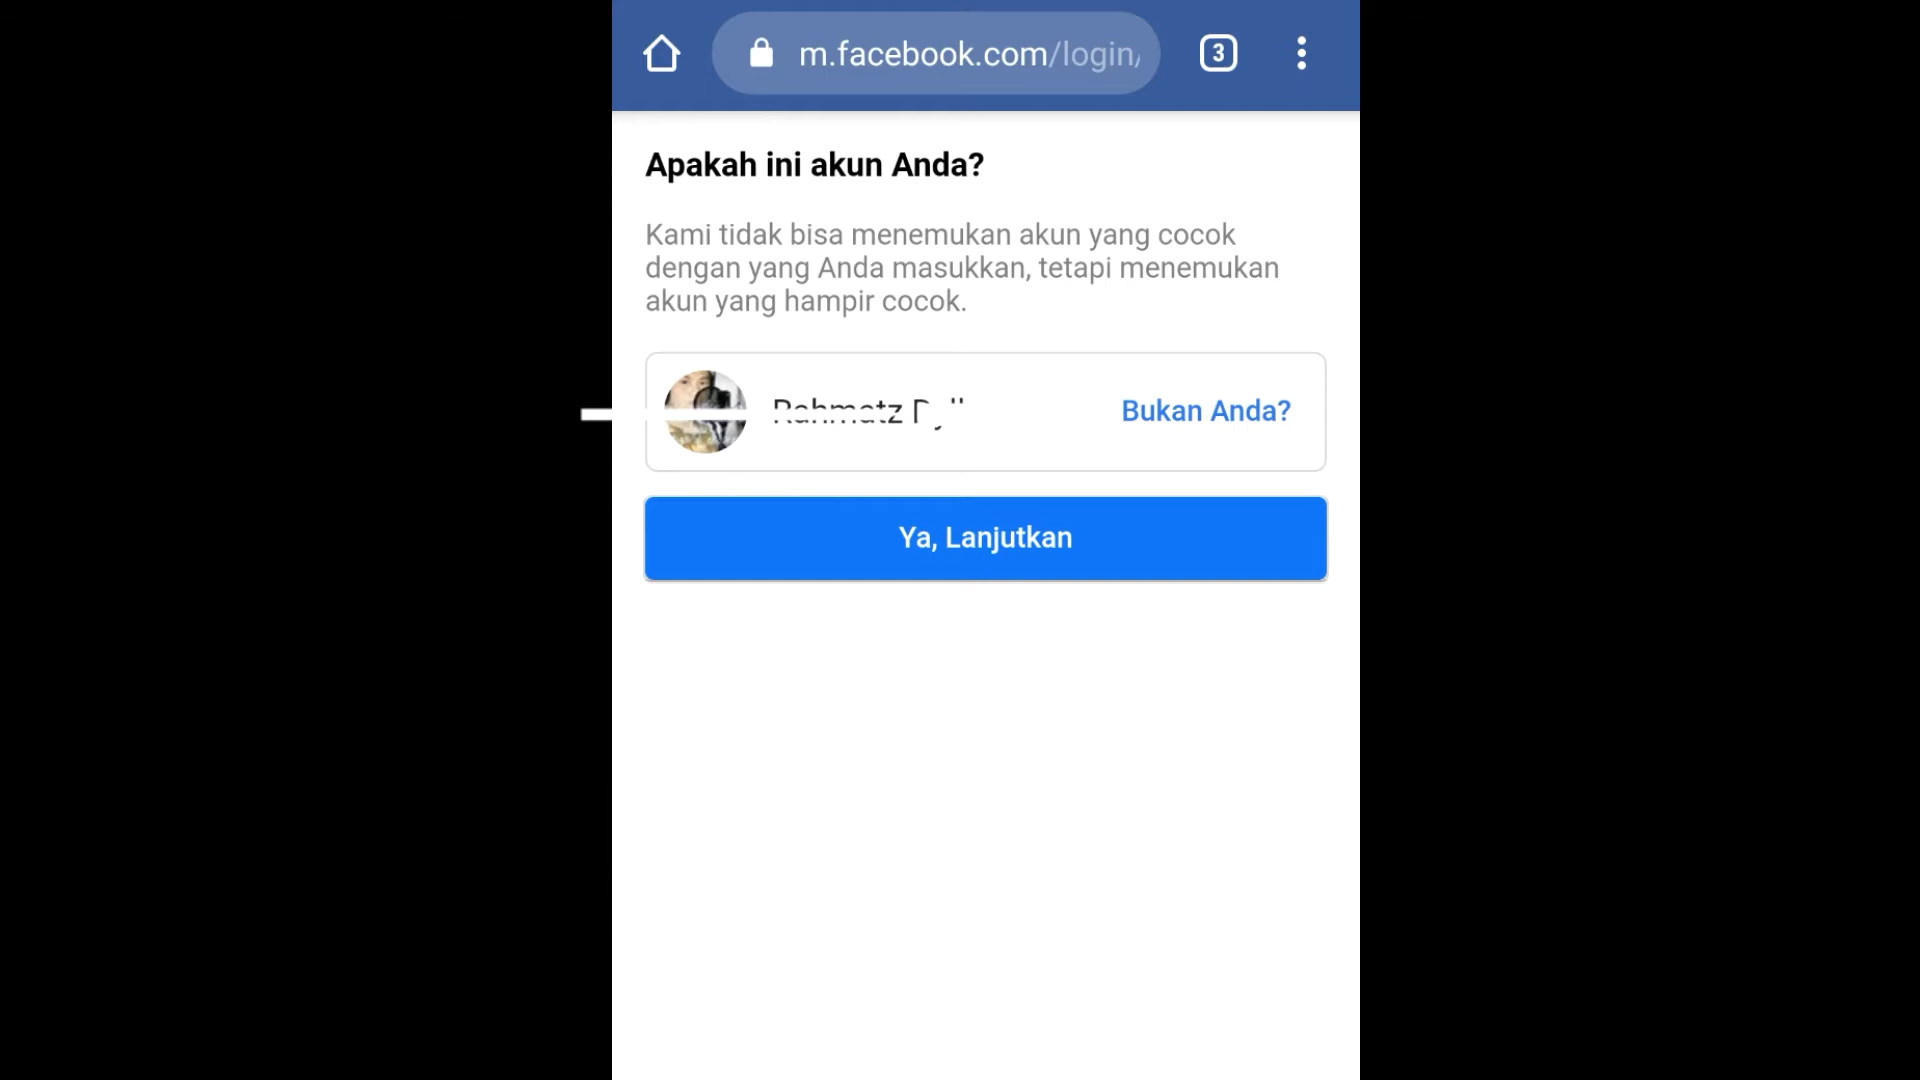 m.facebook.com/login/
3
Apakah ini akun Anda?
Kami tidak bisa menemukan akun yang cocok
dengan yang Anda masukkan, tetapi menemukan
akun yang hampir cocok.
Rahmatz
Bukan Anda?
Ya, Lanjutkan